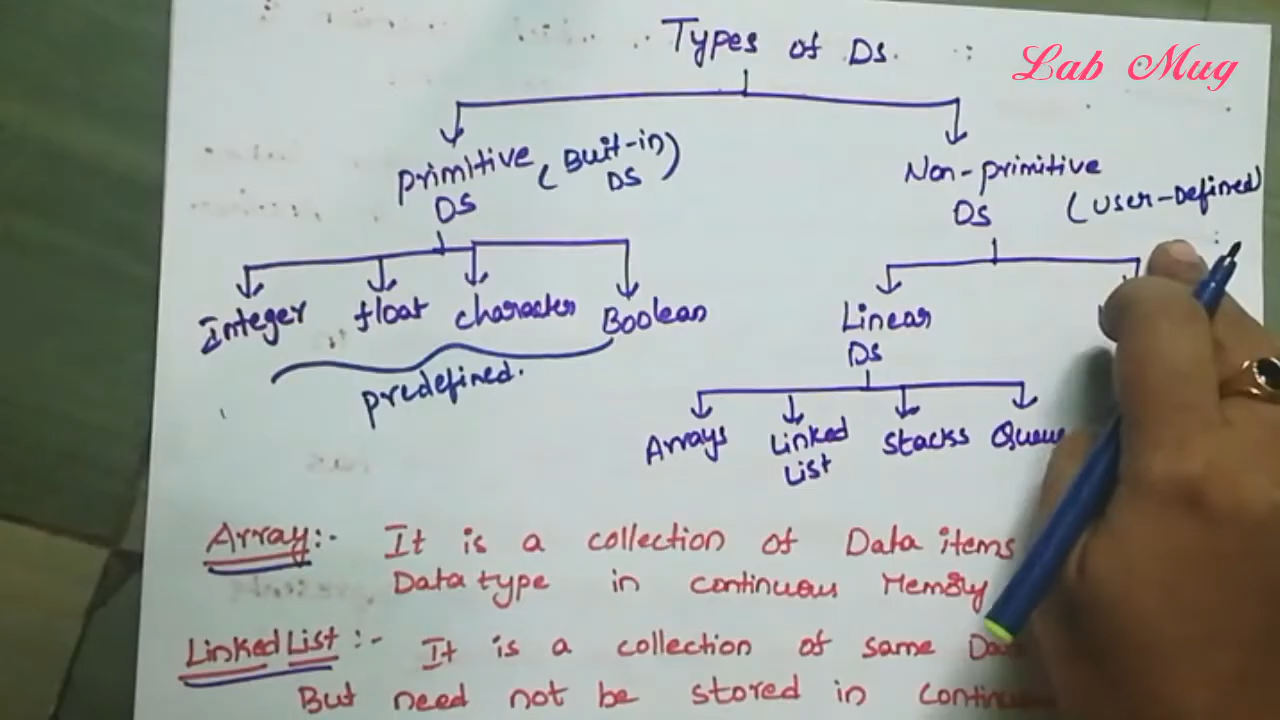 Types of DS.
Lab Mug
Primitive (Buit-in
DS DS)
Non-primitive
DS (User-Defined)
Integer float character Boolean
predefined.
Linear
DS
Arrays Linked Stacks
List
Array:- It is a collection of Data items
Data type in continuous Memory
Linked List:- It is a collection of same
But need not be stored in